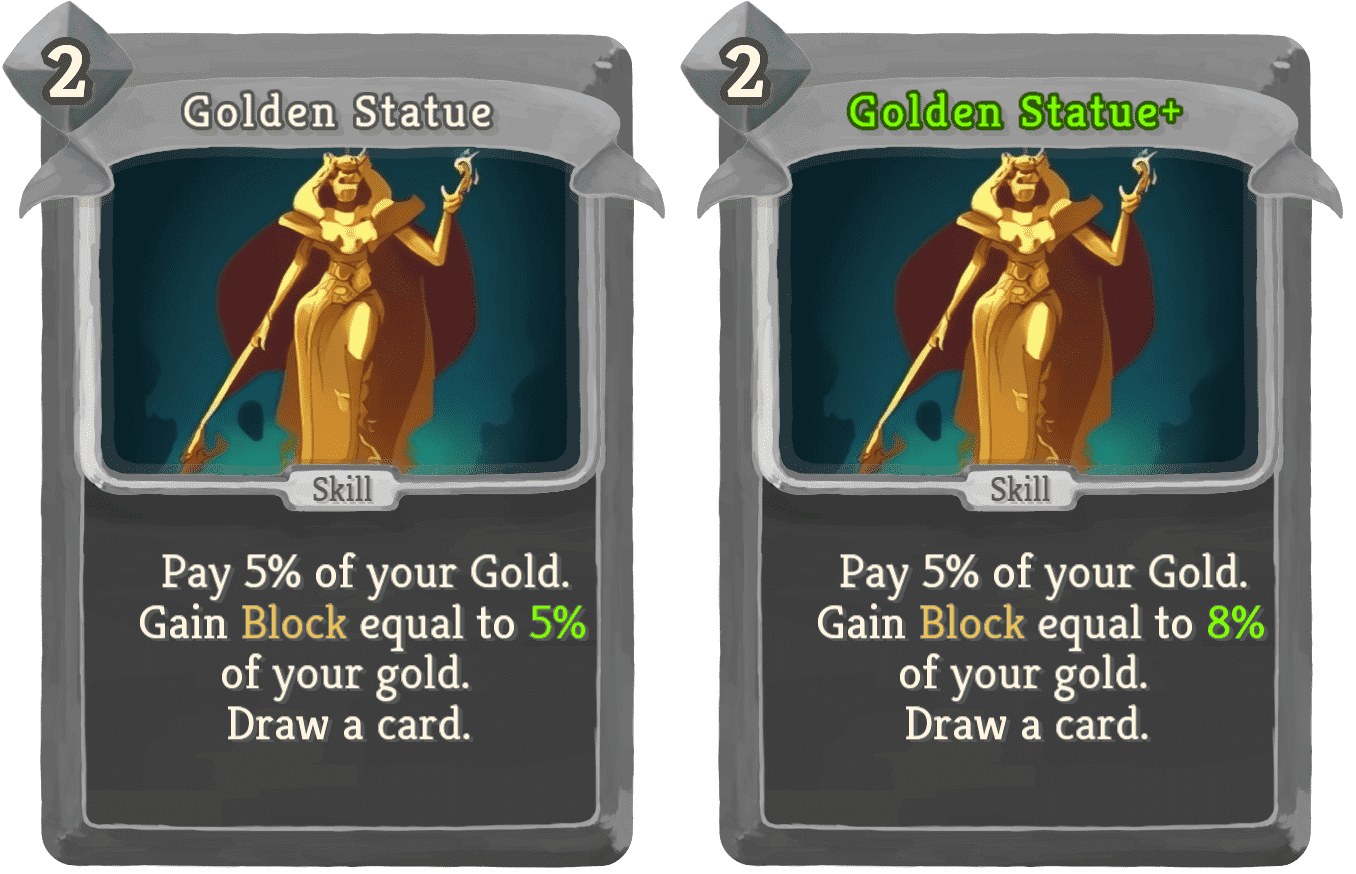 2
Golden Statue
Skill
Pay 5% of your Gold.
Gain Block equal to 5%
of your gold.
Draw a card.
2
Golden Statue+
Skill
Pay 5% of your Gold.
Gain Block equal to 8%
of your gold.
Draw a card.